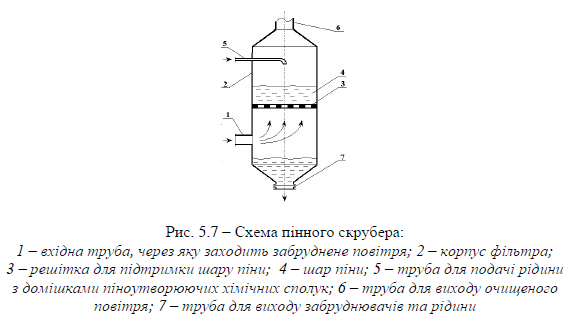 6
5
2
4
3
1
7
Рис. 5.7 – Схема пінного скрубера:
1 – вхідна труба, через яку заходить забруднене повітря; 2 – корпус фільтра;
3 – решітка для підтримки шару піни; 4 – шар піни; 5 – труба для подачі рідини
з домішками піноутворюючих хімічних сполук; 6 – труба для виходу очищеного
повітря; 7 – труба для виходу забруднювачів та рідини